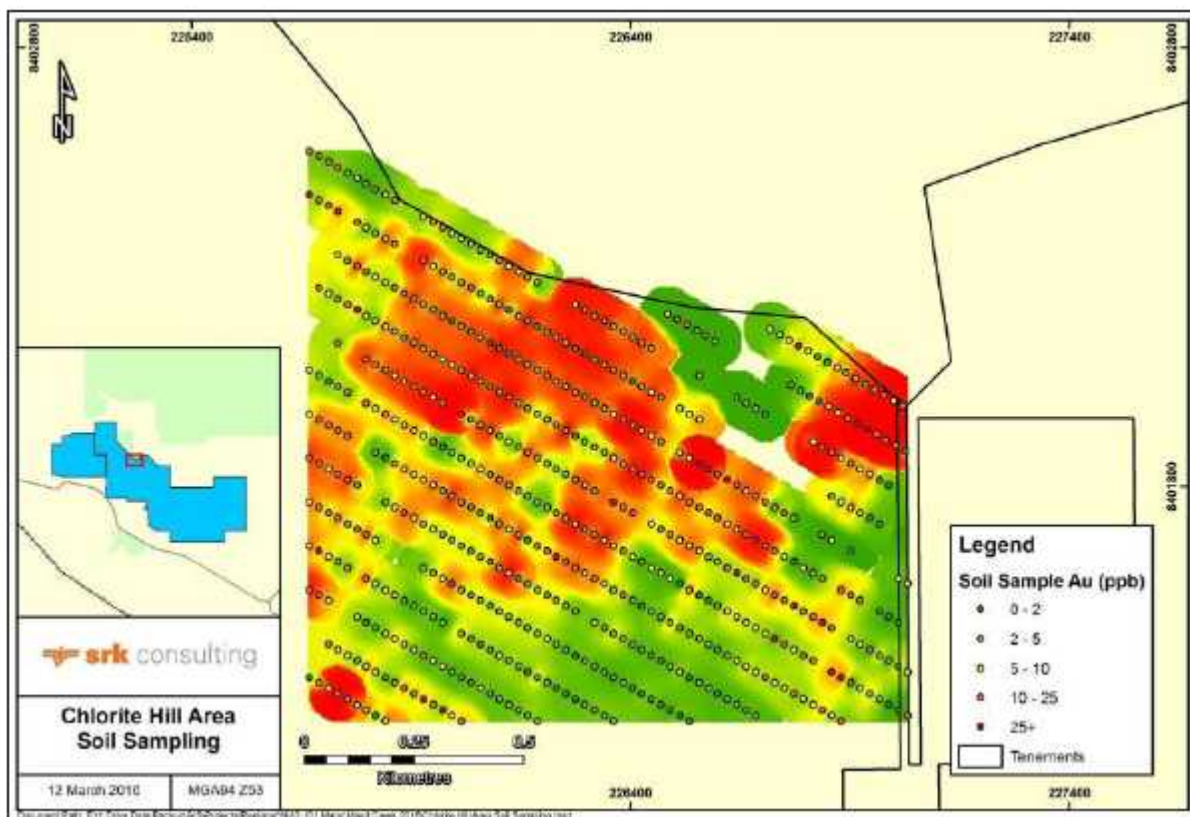 226400
226400
227400
8402800
8402800
N
8401800
srk consulting
Chlorite Hill Area
Soil Sampling
12 March 2010
MGA94 Z53
0
0.25
0.5
Kilometres
Legend
Soil Sample Au (ppb)
0 - 2
2 - 5
5 - 10
10 - 25
25+
Tenements
226400
227400